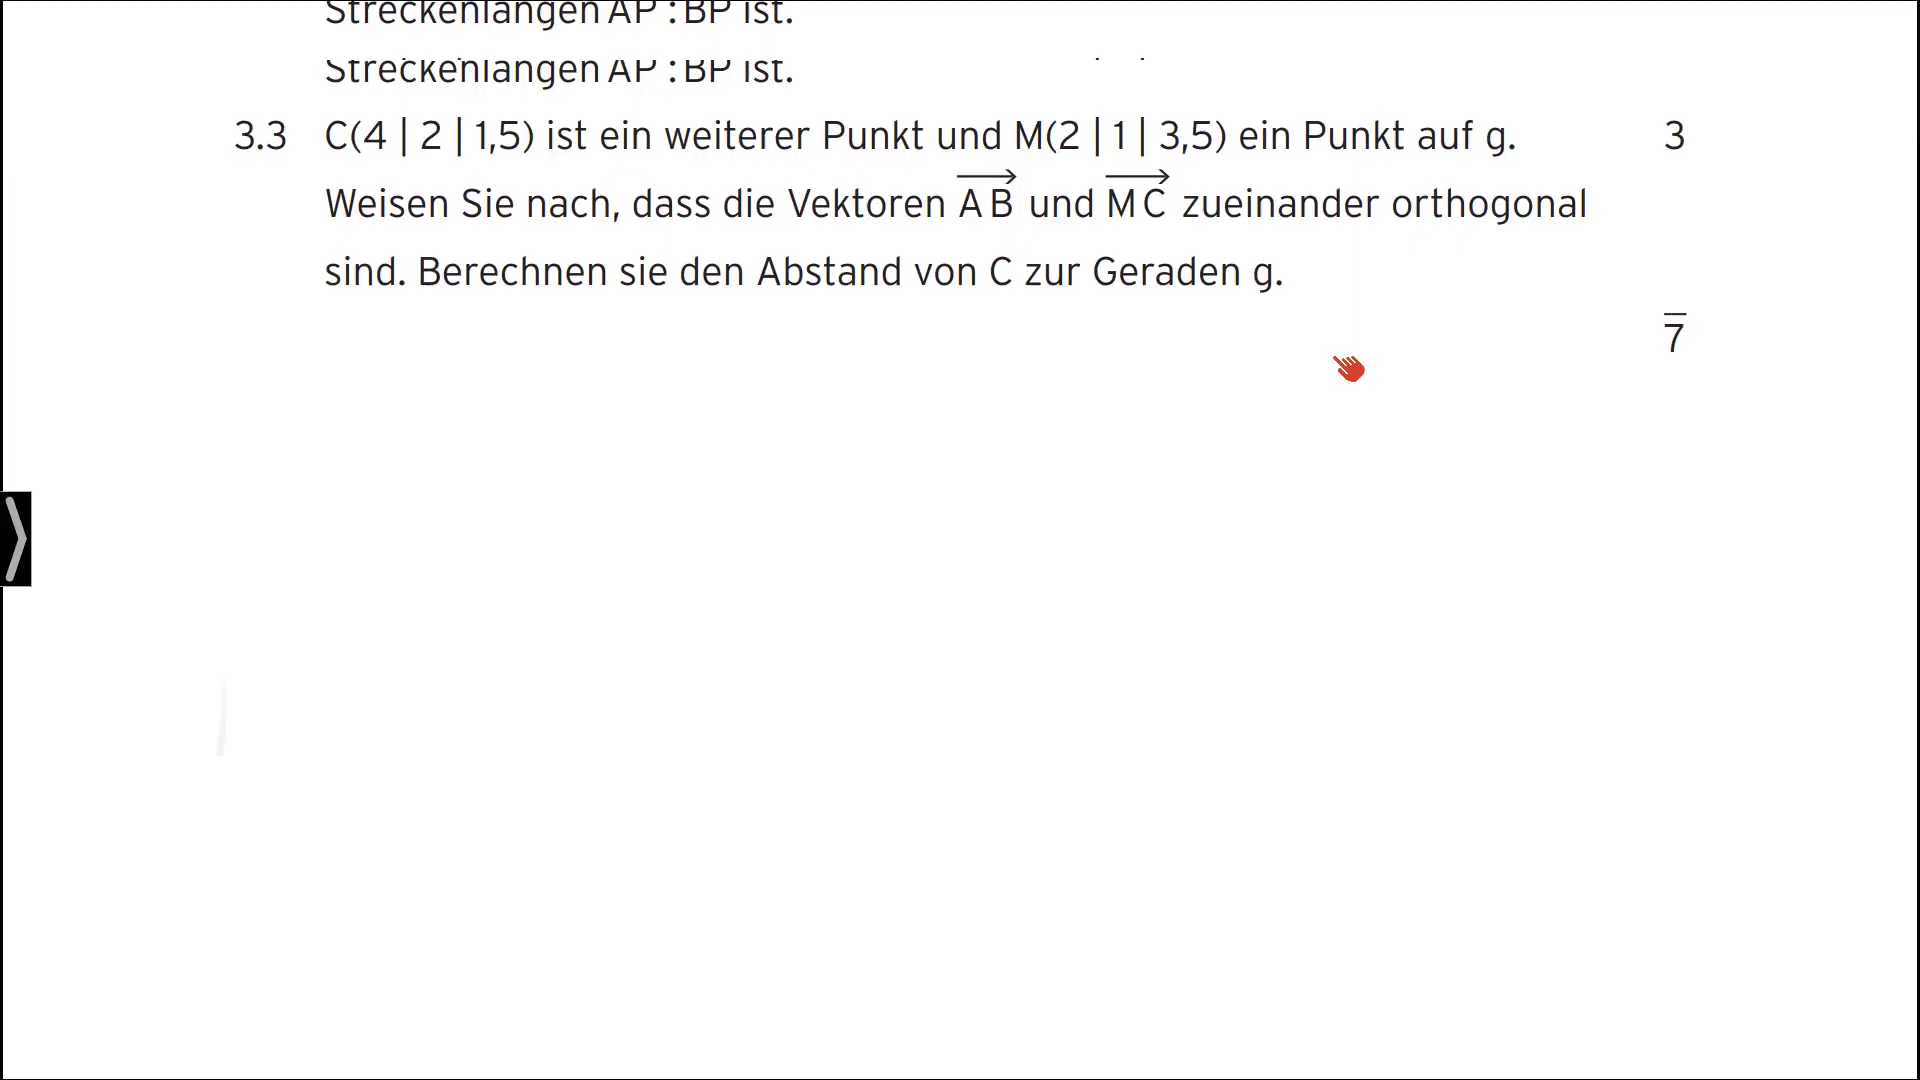 Streckenlängen AP : BP ist.
Streckenlängen AP : BP ist.
3.3 C(4 | 2 | 1,5) ist ein weiterer Punkt und M(2 | 1 | 3,5) ein Punkt auf g. 3
Weisen Sie nach, dass die Vektoren \overrightarrow{AB} und \overrightarrow{MC} zueinander orthogonal
sind. Berechnen sie den Abstand von C zur Geraden g.
7